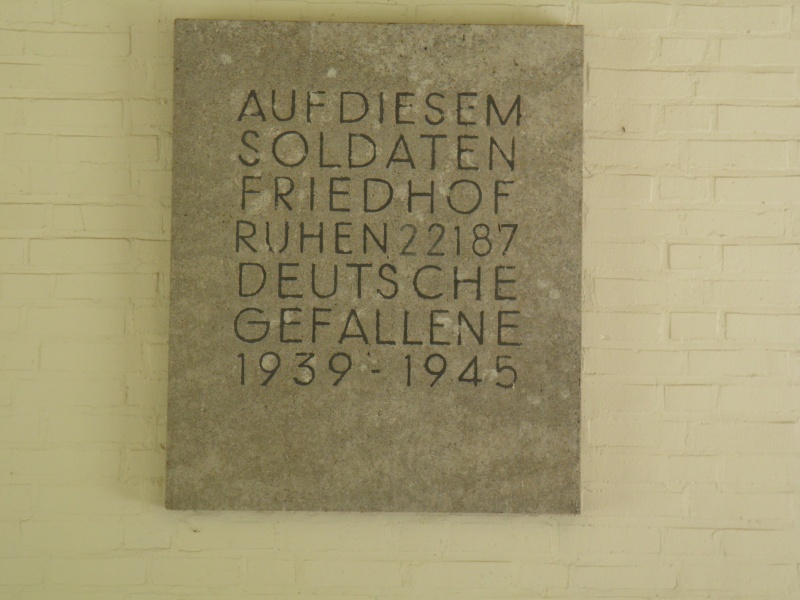 AUF DIESEM
SOLDATEN
FRIEDHOF
RUHEN 22187
DEUTSCHE
GEFALLENE
1939-1945